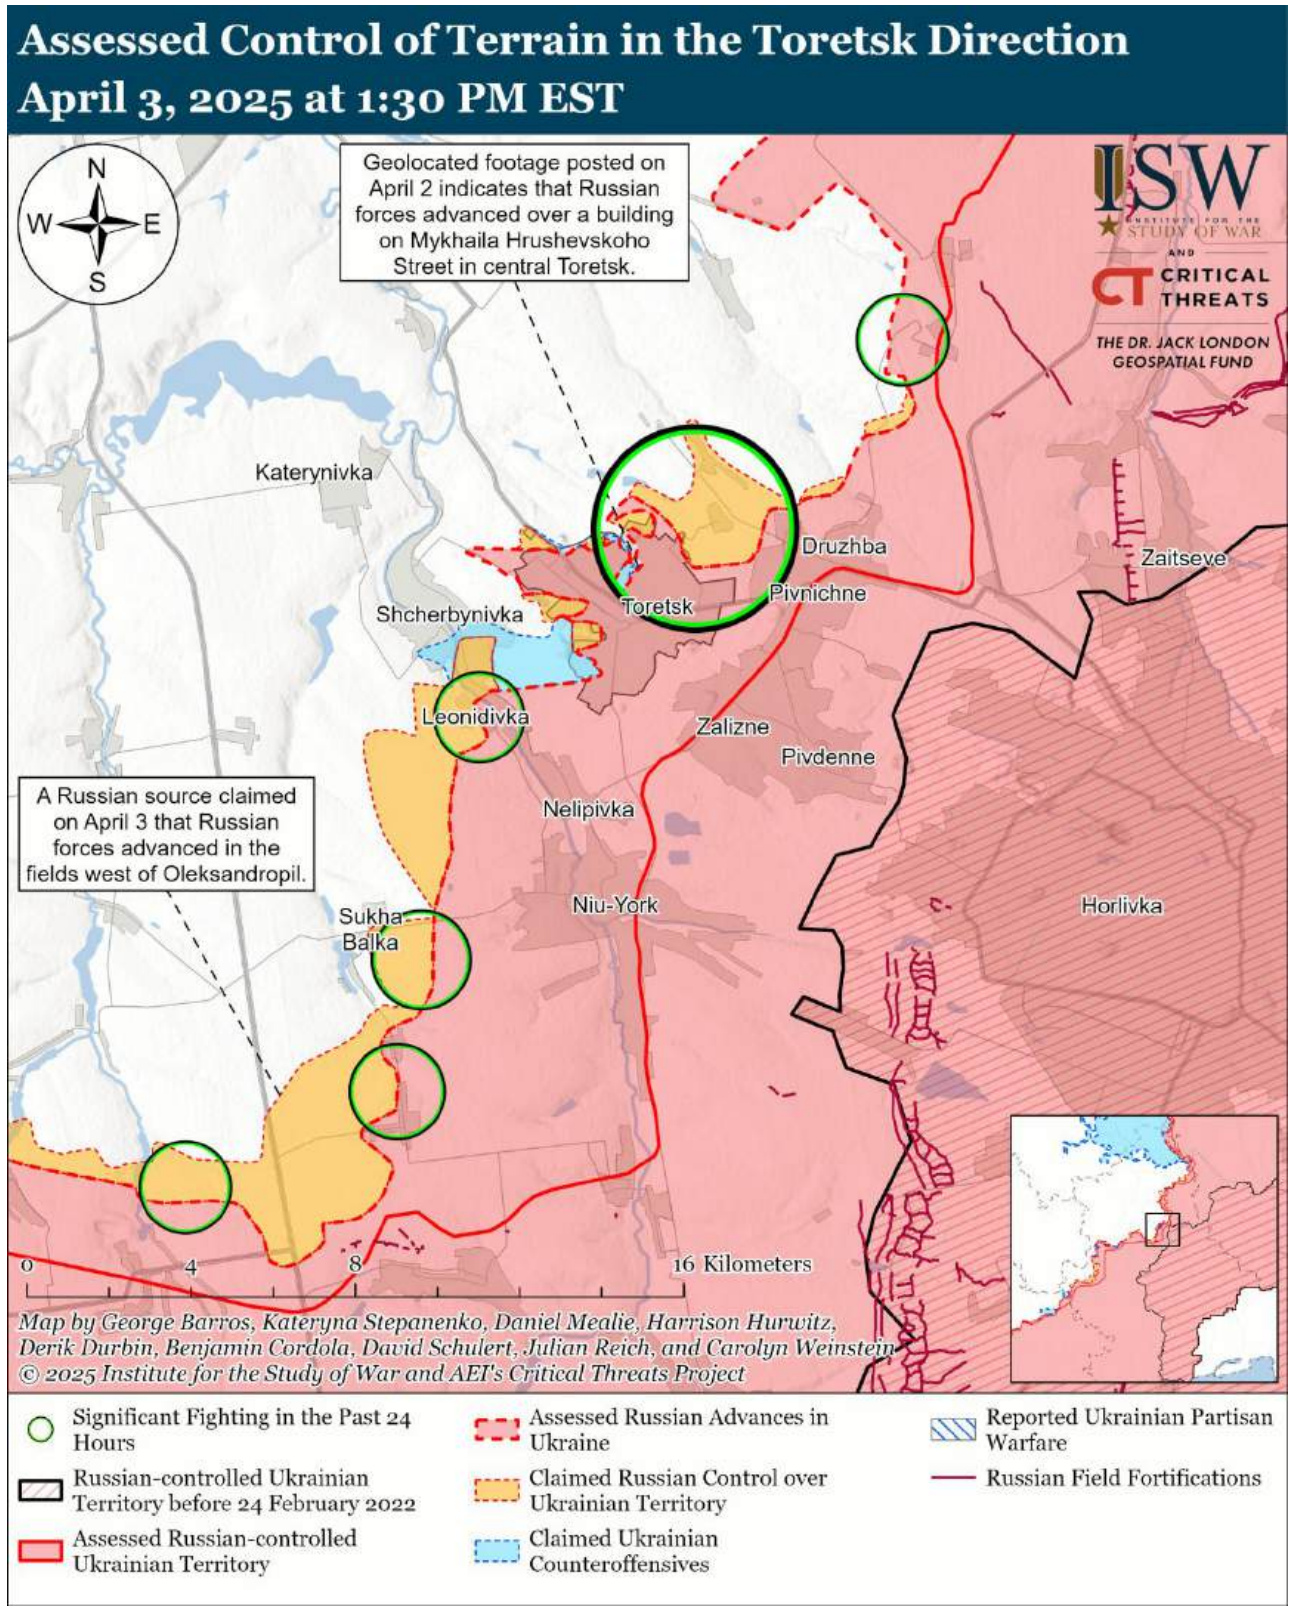 Assessed Control of Terrain in the Toretsk Direction
April 3, 2025 at 1:30 PM EST
N
W
E
S
Geolocated footage posted on
April 2 indicates that Russian
forces advanced over a building
on Mykhaila Hrushevskoho
Street in central Toretsk.
ISW
INSTITUTE FOR THE
STUDY OF WAR
AND
CT CRITICAL
THREATS
THE DR. JACK LONDON
GEOSPATIAL FUND
Katerynivka
Druzhba
Zaitseve
Pivnichne
Toretsk
Shcherbynivka
Leonidivka
Zalizne
Pivdenne
A Russian source claimed
on April 3 that Russian
forces advanced in the
fields west of Oleksandropil.
Nelipivka
Niu-York
Horlivka
Sukha
Balka
0
4
8
16 Kilometers
Map by George Barros, Kateryna Stepanenko, Daniel Mealie, Harrison Hurwitz,
Derik Durbin, Benjamin Cordola, David Schulert, Julian Reich, and Carolyn Weinstein
© 2025 Institute for the Study of War and AEI's Critical Threats Project
Significant Fighting in the Past 24
Hours
Russian-controlled Ukrainian
Territory before 24 February 2022
Assessed Russian-controlled
Ukrainian Territory
Assessed Russian Advances in
Ukraine
Claimed Russian Control over
Ukrainian Territory
Claimed Ukrainian
Counteroffensives
Reported Ukrainian Partisan
Warfare
Russian Field Fortifications